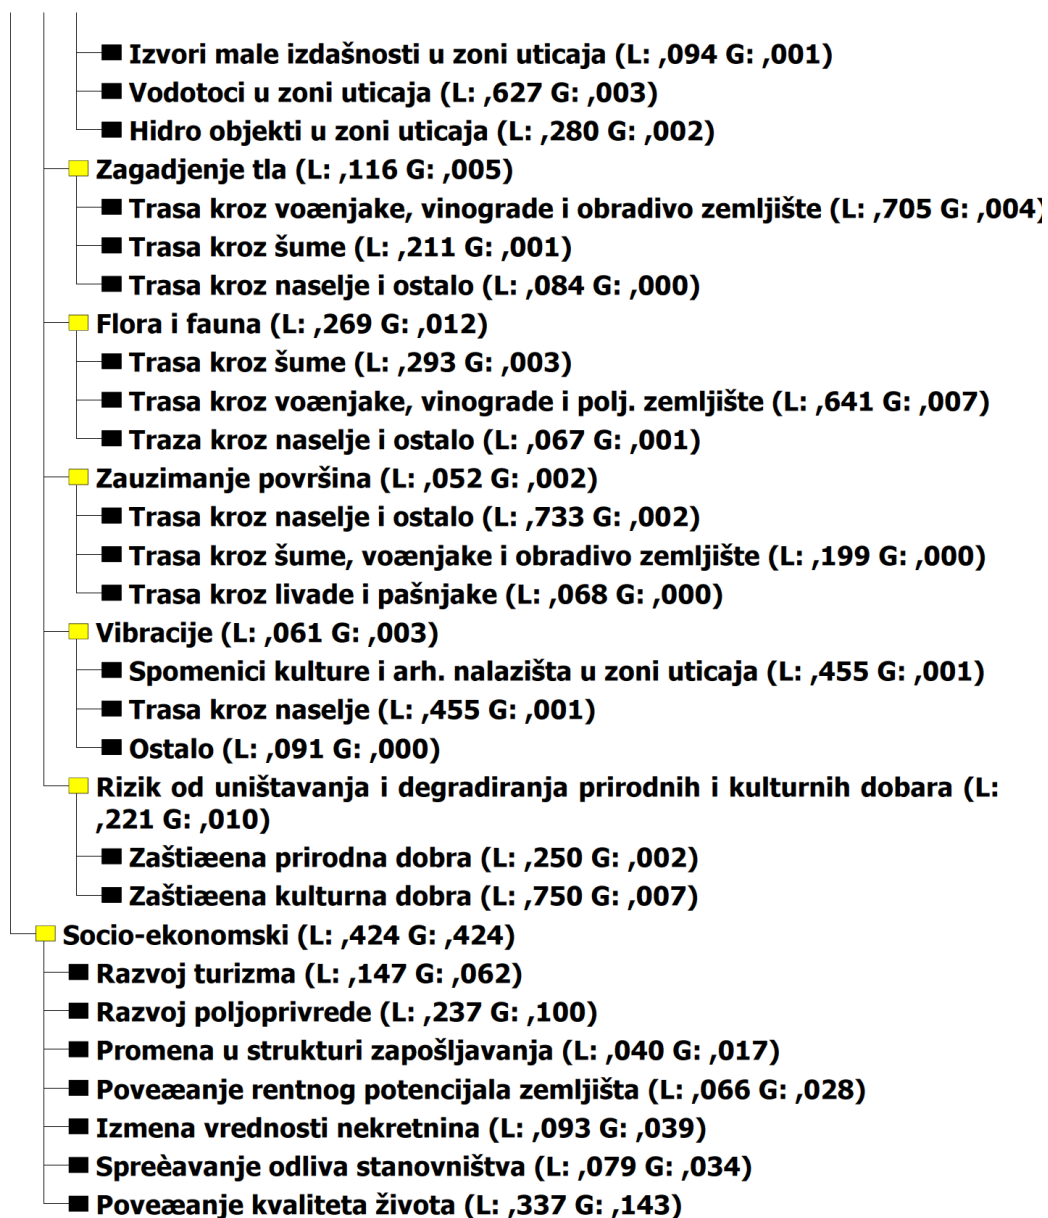 Izvori male izdašnosti u zoni uticaja (L: ,094 G: ,001)
Vodotoci u zoni uticaja (L: ,627 G: ,003)
Hidro objekti u zoni uticaja (L: ,280 G: ,002)
Zagadjenje tla (L: ,116 G: ,005)
Trasa kroz voænjake, vinograde i obradivo zemljište (L: ,705 G: ,004)
Trasa kroz šume (L: ,211 G: ,001)
Trasa kroz naselje i ostalo (L: ,084 G: ,000)
Flora i fauna (L: ,269 G: ,012)
Trasa kroz šume (L: ,293 G: ,003)
Trasa kroz voænjake, vinograde i polj. zemljište (L: ,641 G: ,007)
Traza kroz naselje i ostalo (L: ,067 G: ,001)
Zauzimanje površina (L: ,052 G: ,002)
Trasa kroz naselje i ostalo (L: ,733 G: ,002)
Trasa kroz šume, voænjake i obradivo zemljište (L: ,199 G: ,000)
Trasa kroz livade i pašnjake (L: ,068 G: ,000)
Vibracije (L: ,061 G: ,003)
Spomenici kulture i arh. nalazišta u zoni uticaja (L: ,455 G: ,001)
Trasa kroz naselje (L: ,455 G: ,001)
Ostalo (L: ,091 G: ,000)
Rizik od uništavanja i degradiranja prirodnih i kulturnih dobara (L:
,221 G: ,010)
Zaštiæena prirodna dobra (L: ,250 G: ,002)
Zaštiæena kulturna dobra (L: ,750 G: ,007)
Socio-ekonomski (L: ,424 G: ,424)
Razvoj turizma (L: ,147 G: ,062)
Razvoj poljoprivrede (L: ,237 G: ,100)
Promena u strukturi zapošljavanja (L: ,040 G: ,017)
Poveæanje rentnog potencijala zemljišta (L: ,066 G: ,028)
Izmena vrednosti nekretnina (L: ,093 G: ,039)
Spreèavanje odliva stanovništva (L: ,079 G: ,034)
Poveæanje kvaliteta života (L: ,337 G: ,143)